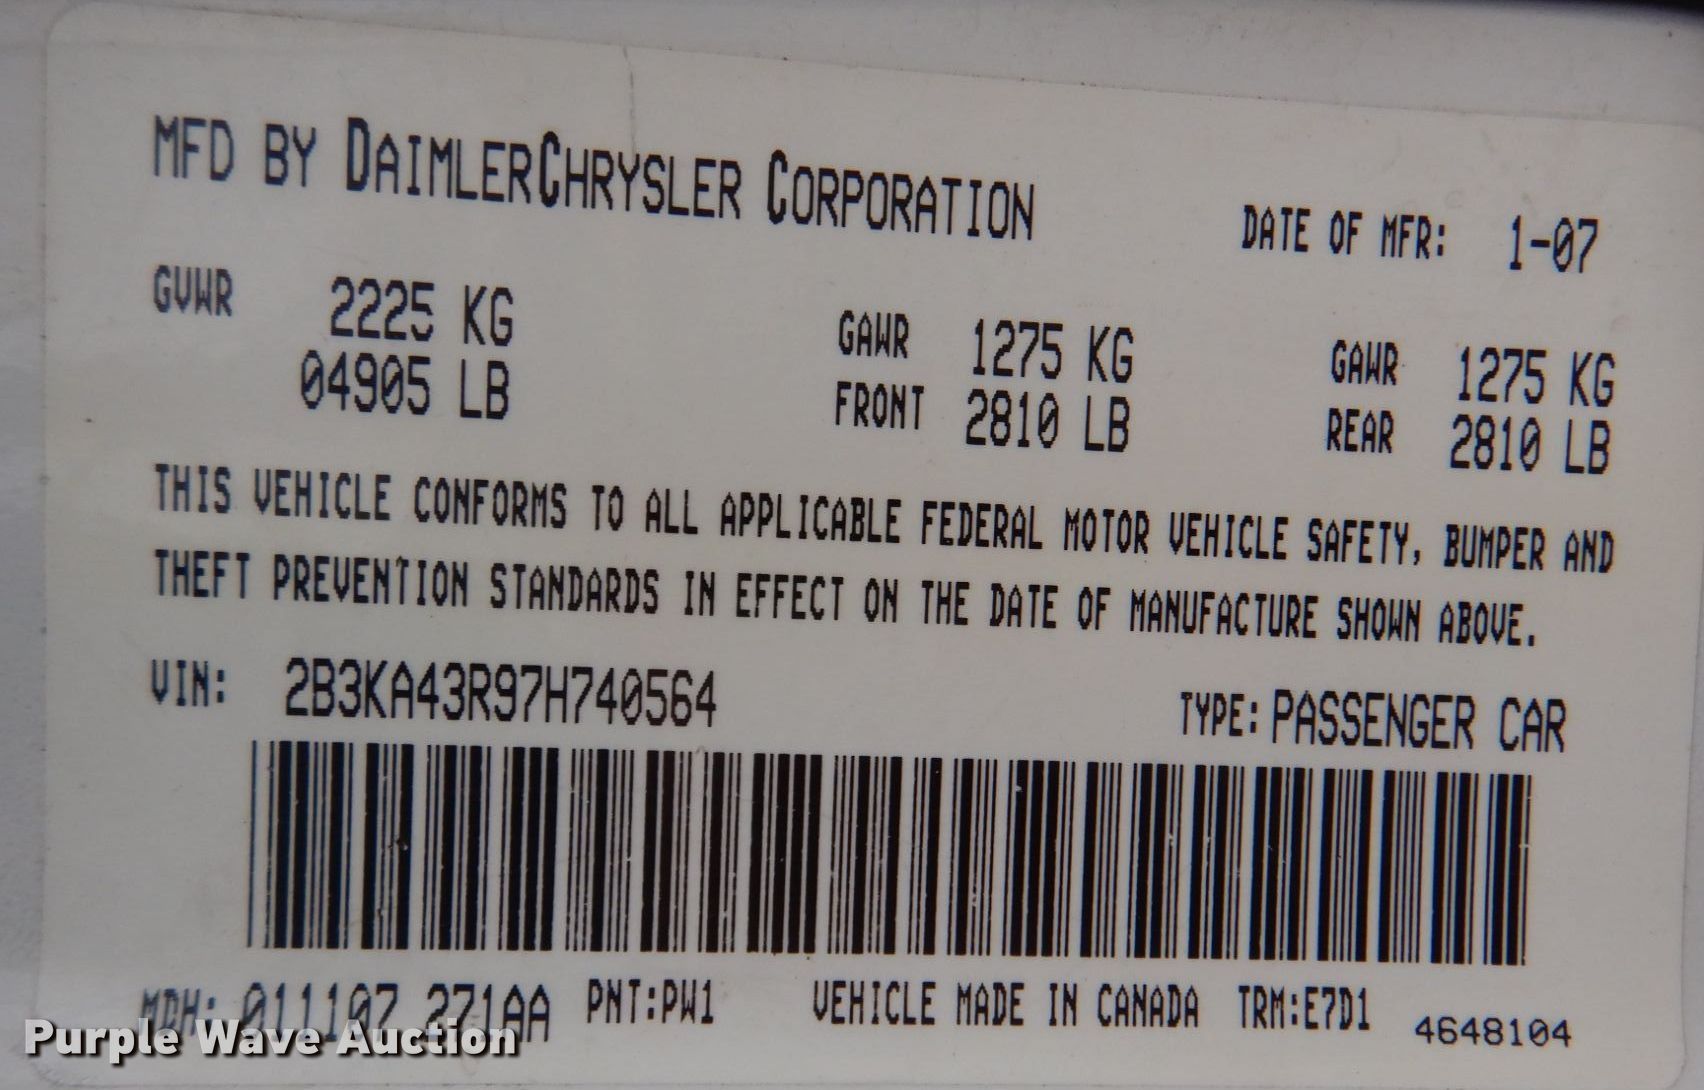 MFD BY DAIMLERCHRYSLER CORPORATION DATE OF MFR: 1-07
GVWR 2225 KG GAWR 1275 KG GAWR 1275 KG
04905 LB FRONT 2810 LB REAR 2810 LB
THIS VEHICLE CONFORMS TO ALL APPLICABLE FEDERAL MOTOR VEHICLE SAFETY, BUMPER AND
THEFT PREVENTION STANDARDS IN EFFECT ON THE DATE OF MANUFACTURE SHOWN ABOVE.
VIN: 2B3KA43R97H740564 TYPE: PASSENGER CAR
MDH: 011107 271AA PNT:PW1 VEHICLE MADE IN CANADA TRM:E7D1 4648104
Purple Wave Auction